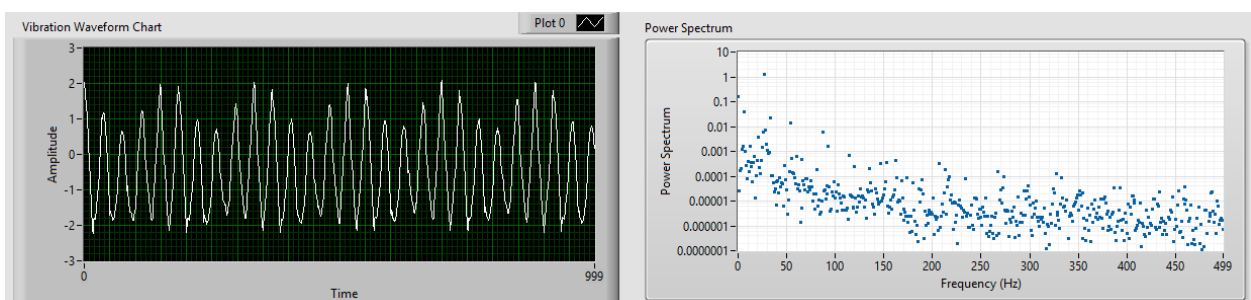 Vibration Waveform Chart
Plot 0
Amplitude
3
2
1
0
-1
-2
-3
0
999
Time
Power Spectrum
Power Spectrum
10
1
0.1
0.01
0.001
0.0001
0.00001
0.000001
0.0000001
0 50 100 150 200 250 300 350 400 450 499
Frequency (Hz)